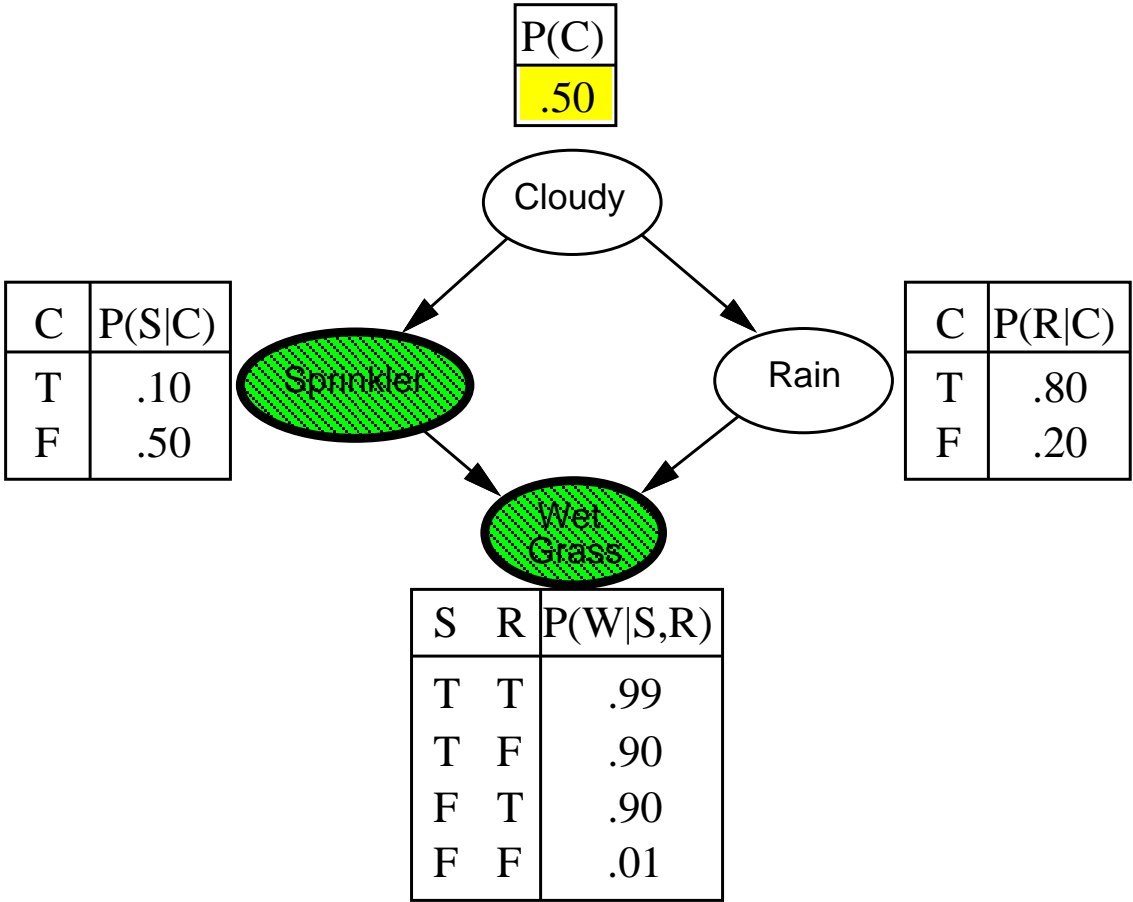 P(C)
.50
Cloudy
C P(S|C)
T .10
F .50
Sprinkler
Rain
C P(R|C)
T .80
F .20
Wet
Grass
S R P(W|S,R)
T T .99
T F .90
F T .90
F F .01